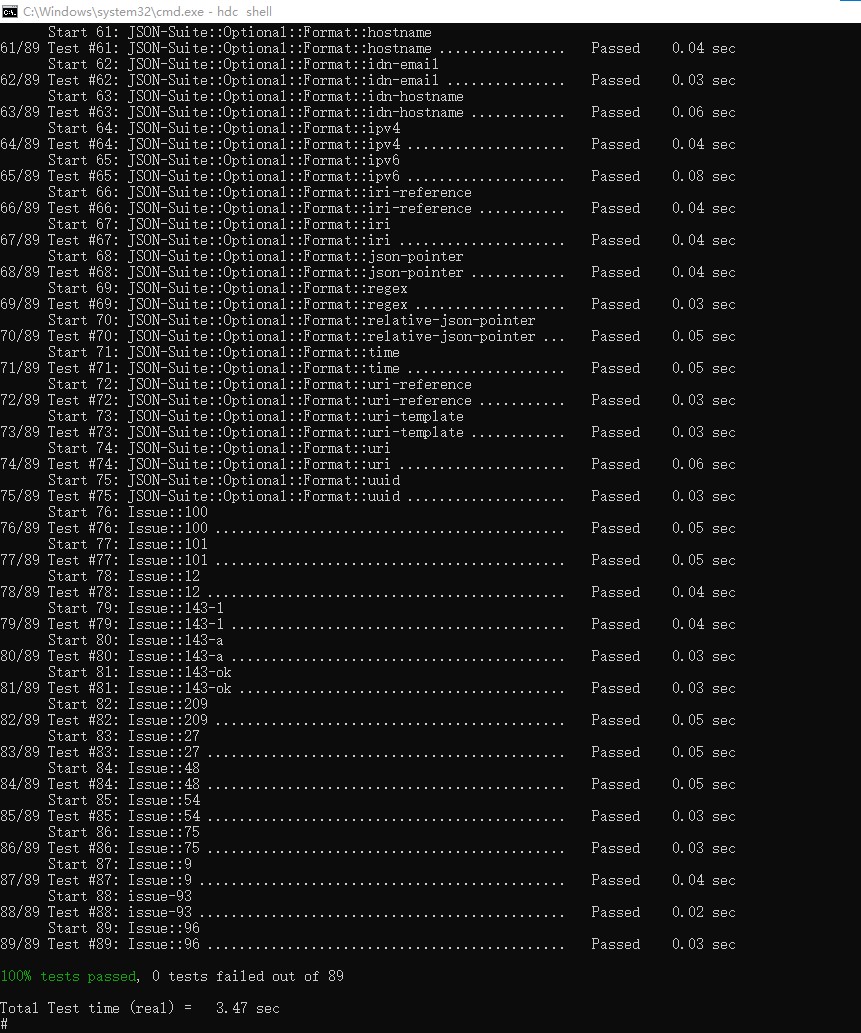 C:\Windows\system32\cmd.exe - hdc  shell
      Start 61: JSON-Suite::Optional::Format::hostname
61/89 Test #61: JSON-Suite::Optional::Format::hostname ................   Passed    0.04 sec
      Start 62: JSON-Suite::Optional::Format::idn-email
62/89 Test #62: JSON-Suite::Optional::Format::idn-email ...............   Passed    0.03 sec
      Start 63: JSON-Suite::Optional::Format::idn-hostname
63/89 Test #63: JSON-Suite::Optional::Format::idn-hostname ............   Passed    0.06 sec
      Start 64: JSON-Suite::Optional::Format::ipv4
64/89 Test #64: JSON-Suite::Optional::Format::ipv4 ....................   Passed    0.04 sec
      Start 65: JSON-Suite::Optional::Format::ipv6
65/89 Test #65: JSON-Suite::Optional::Format::ipv6 ....................   Passed    0.08 sec
      Start 66: JSON-Suite::Optional::Format::iri-reference
66/89 Test #66: JSON-Suite::Optional::Format::iri-reference ...........   Passed    0.04 sec
      Start 67: JSON-Suite::Optional::Format::iri
67/89 Test #67: JSON-Suite::Optional::Format::iri .....................   Passed    0.04 sec
      Start 68: JSON-Suite::Optional::Format::json-pointer
68/89 Test #68: JSON-Suite::Optional::Format::json-pointer ............   Passed    0.04 sec
      Start 69: JSON-Suite::Optional::Format::regex
69/89 Test #69: JSON-Suite::Optional::Format::regex ...................   Passed    0.03 sec
      Start 70: JSON-Suite::Optional::Format::relative-json-pointer
70/89 Test #70: JSON-Suite::Optional::Format::relative-json-pointer ...   Passed    0.05 sec
      Start 71: JSON-Suite::Optional::Format::time
71/89 Test #71: JSON-Suite::Optional::Format::time ....................   Passed    0.05 sec
      Start 72: JSON-Suite::Optional::Format::uri-reference
72/89 Test #72: JSON-Suite::Optional::Format::uri-reference ...........   Passed    0.03 sec
      Start 73: JSON-Suite::Optional::Format::uri-template
73/89 Test #73: JSON-Suite::Optional::Format::uri-template ............   Passed    0.03 sec
      Start 74: JSON-Suite::Optional::Format::uri
74/89 Test #74: JSON-Suite::Optional::Format::uri .....................   Passed    0.06 sec
      Start 75: JSON-Suite::Optional::Format::uuid
75/89 Test #75: JSON-Suite::Optional::Format::uuid ....................   Passed    0.03 sec
      Start 76: Issue::100
76/89 Test #76: Issue::100 ............................................   Passed    0.05 sec
      Start 77: Issue::101
77/89 Test #77: Issue::101 ............................................   Passed    0.05 sec
      Start 78: Issue::12
78/89 Test #78: Issue::12 .............................................   Passed    0.04 sec
      Start 79: Issue::143-1
79/89 Test #79: Issue::143-1 ..........................................   Passed    0.04 sec
      Start 80: Issue::143-a
80/89 Test #80: Issue::143-a ..........................................   Passed    0.03 sec
      Start 81: Issue::143-ok
81/89 Test #81: Issue::143-ok .........................................   Passed    0.03 sec
      Start 82: Issue::209
82/89 Test #82: Issue::209 ............................................   Passed    0.05 sec
      Start 83: Issue::27
83/89 Test #83: Issue::27 .............................................   Passed    0.05 sec
      Start 84: Issue::48
84/89 Test #84: Issue::48 .............................................   Passed    0.05 sec
      Start 85: Issue::54
85/89 Test #85: Issue::54 .............................................   Passed    0.03 sec
      Start 86: Issue::75
86/89 Test #86: Issue::75 .............................................   Passed    0.03 sec
      Start 87: Issue::9
87/89 Test #87: Issue::9 ..............................................   Passed    0.04 sec
      Start 88: issue-93
88/89 Test #88: issue-93 ..............................................   Passed    0.02 sec
      Start 89: Issue::96
89/89 Test #89: Issue::96 .............................................   Passed    0.03 sec
100% tests passed, 0 tests failed out of 89
Total Test time (real) =   3.47 sec
#